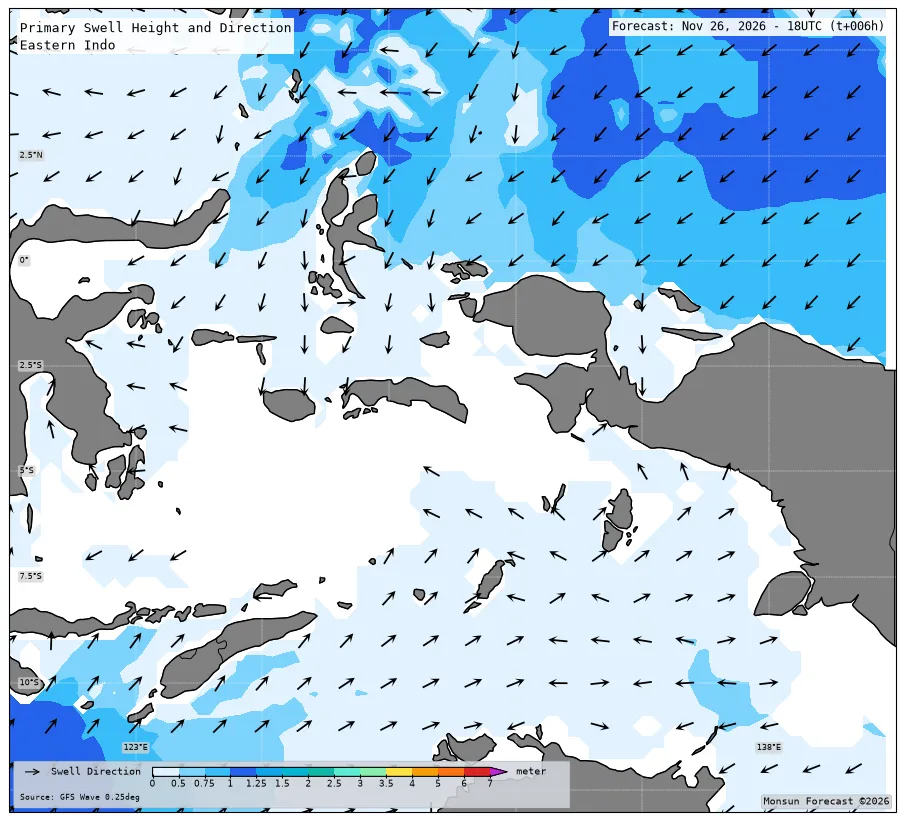 Primary Swell Height and Direction
Eastern Indo
Forecast: Nov 26, 2026 - 18UTC (t+006h)
2.5°N
0°
2.5°S
5°S
7.5°S
10°S
123°E
138°E
Swell Direction
0 0.5 0.75 1 1.25 1.5 2 2.5 3 3.5 4 5 6 7
meter
Source: GFS Wave 0.25deg
Monsun Forecast ©2026